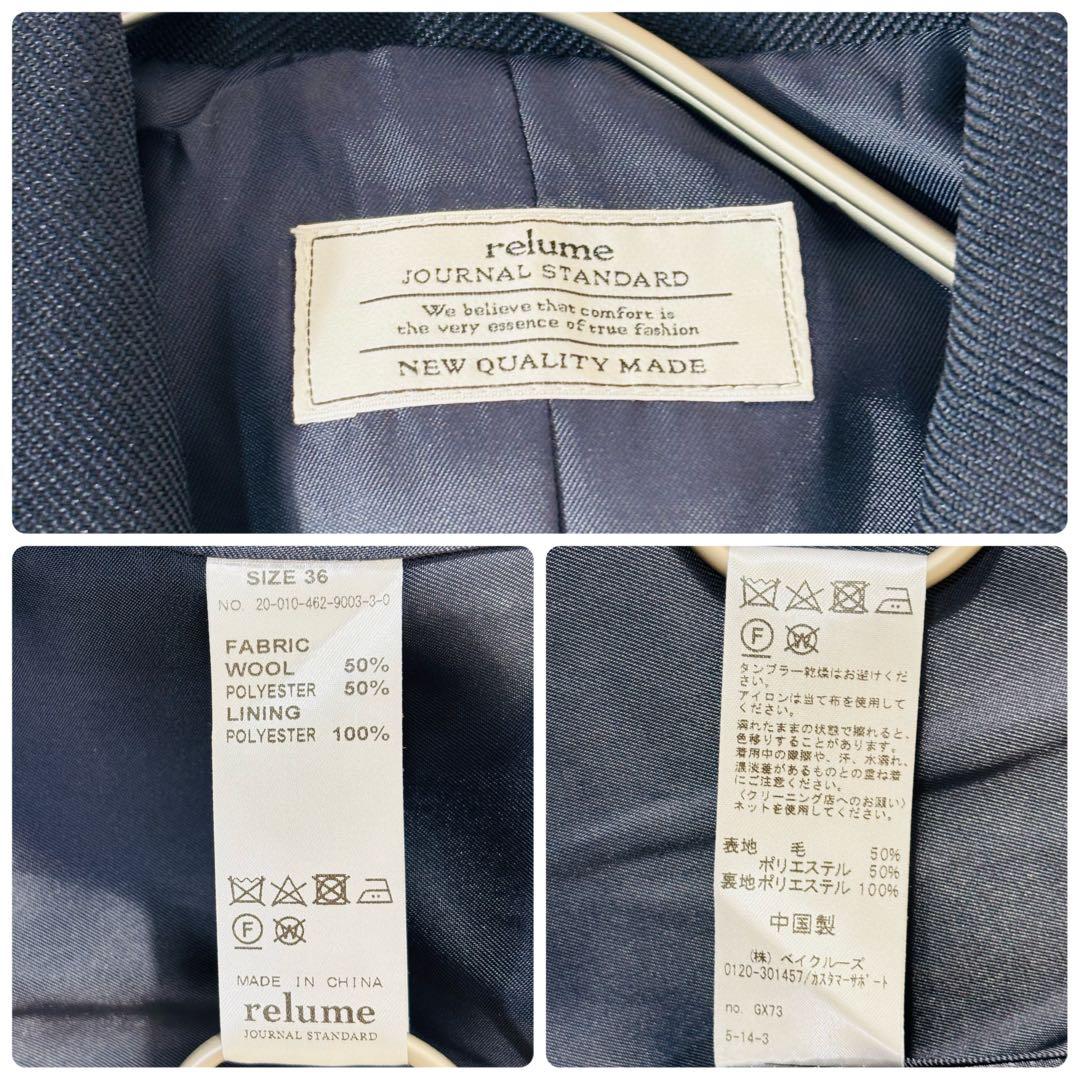 relume
JOURNAL STANDARD
We believe that comfort is
the very essence of true fashion
NEW QUALITY MADE
SIZE 36
NO. 20-010-462-9003-3-0
FABRIC
WOOL 50%
POLYESTER 50%
LINING
POLYESTER 100%
F W
MADE IN CHINA
relume
JOURNAL STANDARD
F W
タンブラー乾燥はお避けくだ
さい。
アイロンは当て布を使用して
ください。
濡れたままの状態で擦れると、
色移りすることがあります。
着用中の摩擦や、汗、水濡れ、
濃淡差があるものとの重ね着
にご注意ください。
〈クリーニング店へのお願い〉
ネットを使用してください。
表地 毛 50%
ポリエステル 50%
裏地ポリエステル 100%
中国製
(株) ベイクルーズ
0120-301457/カスタマーサポート
no. GX73
5-14-3